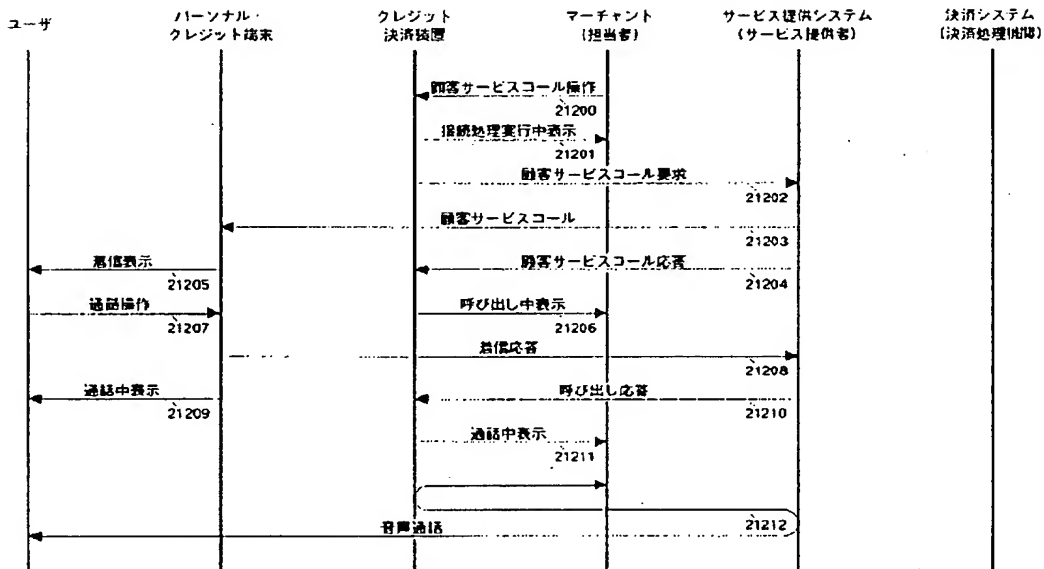 ユーザ
パーソナル・
クレジット端末
クレジット
決済装置
マーチャント
(担当者)
サービス提供システム
(サービス提供者)
決済システム
(決済処理機関)
顧客サービスコール操作
21200
接続処理実行中表示
21201
顧客サービスコール要求
21202
顧客サービスコール
21203
着信表示
21205
顧客サービスコール応答
21204
通話操作
21207
呼び出し中表示
21206
着信応答
21208
通話中表示
21209
呼び出し応答
21210
通話中表示
21211
音声通話
21212